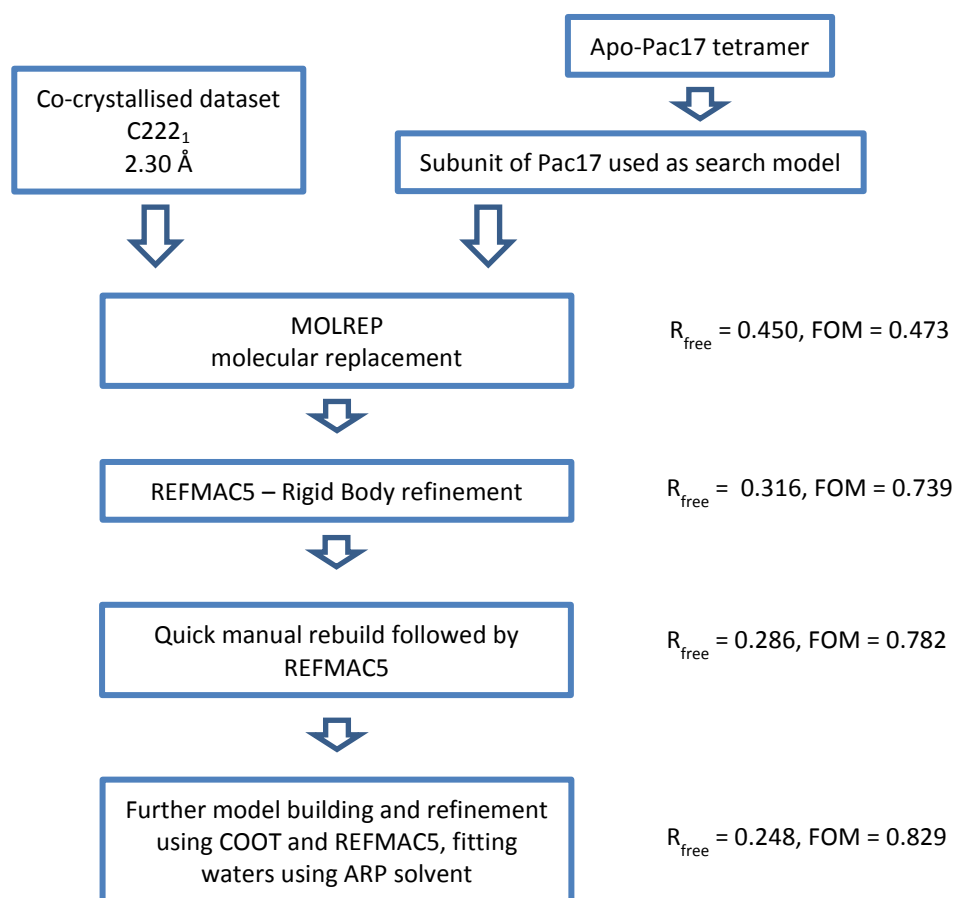 Apo-Pac17 tetramer
Co-crystallised dataset
C222₁
2.30 Å
Subunit of Pac17 used as search model
MOLREP
molecular replacement
R_free = 0.450, FOM = 0.473
REFMAC5 – Rigid Body refinement
R_free = 0.316, FOM = 0.739
Quick manual rebuild followed by
REFMAC5
R_free = 0.286, FOM = 0.782
Further model building and refinement
using COOT and REFMAC5, fitting
waters using ARP solvent
R_free = 0.248, FOM = 0.829